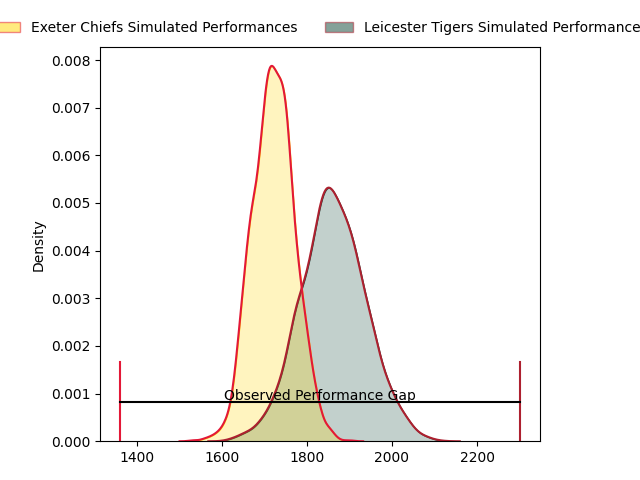 Exeter Chiefs Simulated Performances Leicester Tigers Simulated Performance
0.008
0.007
0.006
0.005
0.004
0.003
0.002
0.001
0.000
Density
Observed Performance Gap
1400 1600 1800 2000 2200